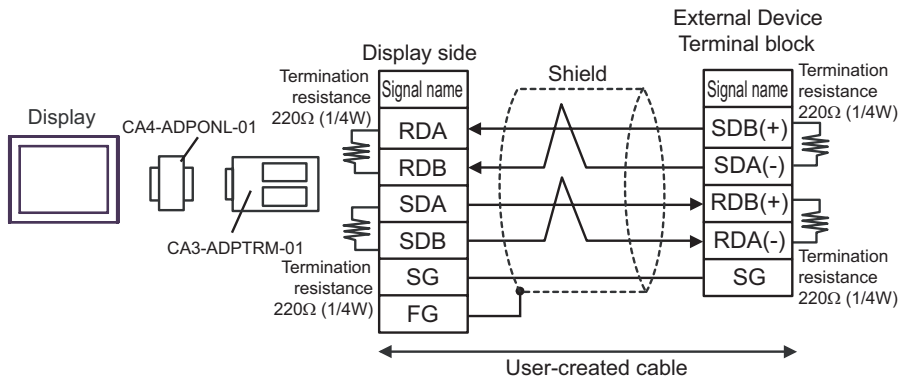 External Device
Terminal block
Display side
Termination
resistance
220Ω (1/4W)
Signal name
Shield
Signal name
Termination
resistance
220Ω (1/4W)
Display
CA4-ADPONL-01
RDA
SDB(+)
RDB
SDA(-)
SDA
RDB(+)
CA3-ADPTRM-01
SDB
RDA(-)
Termination
resistance
220Ω (1/4W)
SG
SG
Termination
resistance
220Ω (1/4W)
FG
User-created cable